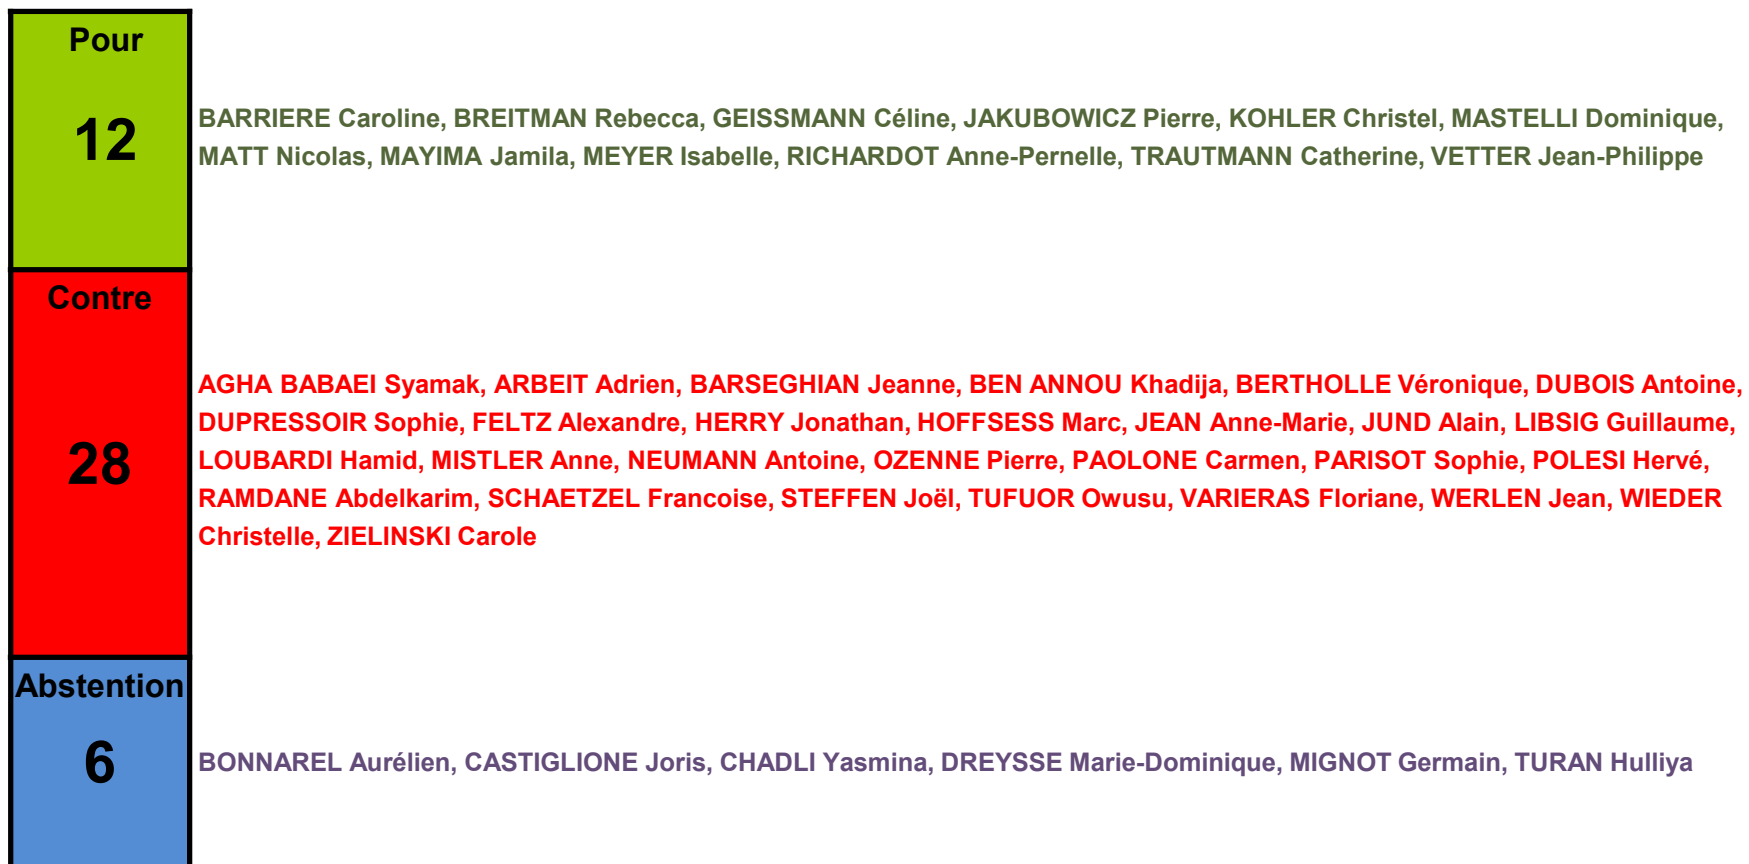 Pour
12
BARRIERE Caroline, BREITMAN Rebecca, GEISSMANN Céline, JAKUBOWICZ Pierre, KOHLER Christel, MASTELLI Dominique,
MATT Nicolas, MAYIMA Jamila, MEYER Isabelle, RICHARDOT Anne-Pernelle, TRAUTMANN Catherine, VETTER Jean-Philippe
Contre
28
AGHA BABAEI Syamak, ARBEIT Adrien, BARSEGHIAN Jeanne, BEN ANNOU Khadija, BERTHOLLE Véronique, DUBOIS Antoine,
DUPRESSOIR Sophie, FELTZ Alexandre, HERRY Jonathan, HOFFSESS Marc, JEAN Anne-Marie, JUND Alain, LIBSIG Guillaume,
LOUBARDI Hamid, MISTLER Anne, NEUMANN Antoine, OZENNE Pierre, PAOLONE Carmen, PARISOT Sophie, POLESI Hervé,
RAMDANE Abdelkarim, SCHAETZEL Francoise, STEFFEN Joël, TUFUOR Owusu, VARIERAS Floriane, WERLEN Jean, WIEDER
Christelle, ZIELINSKI Carole
Abstention
6
BONNAREL Aurélien, CASTIGLIONE Joris, CHADLI Yasmina, DREYSSE Marie-Dominique, MIGNOT Germain, TURAN Hulliya